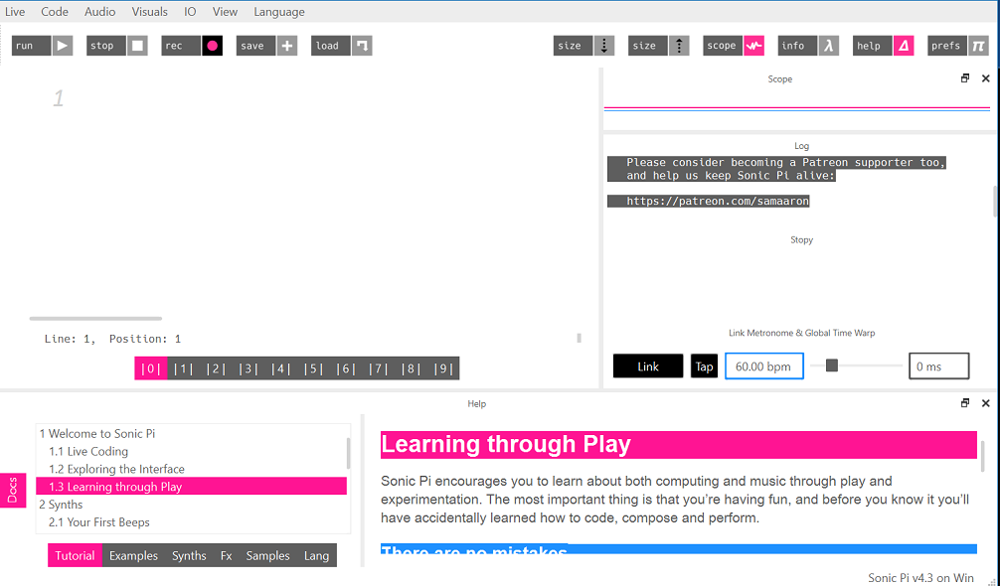 Live Code Audio Visuals IO View Language
run stop rec save load size size scope info help prefs
1
Scope
Log
Please consider becoming a Patreon supporter too,
and help us keep Sonic Pi alive:
https://patreon.com/samaaron
Stopy
Line: 1, Position: 1
|0| |1| |2| |3| |4| |5| |6| |7| |8| |9|
Link Metronome & Global Time Warp
Link Tap 60.00 bpm 0 ms
Help
Docs
1 Welcome to Sonic Pi
1.1 Live Coding
1.2 Exploring the Interface
1.3 Learning through Play
2 Synths
2.1 Your First Beeps
Tutorial Examples Synths Fx Samples Lang
Learning through Play
Sonic Pi encourages you to learn about both computing and music through play and
experimentation. The most important thing is that you’re having fun, and before you know it you’ll
have accidentally learned how to code, compose and perform.
There are no mistakes
Sonic Pi v4.3 on Win